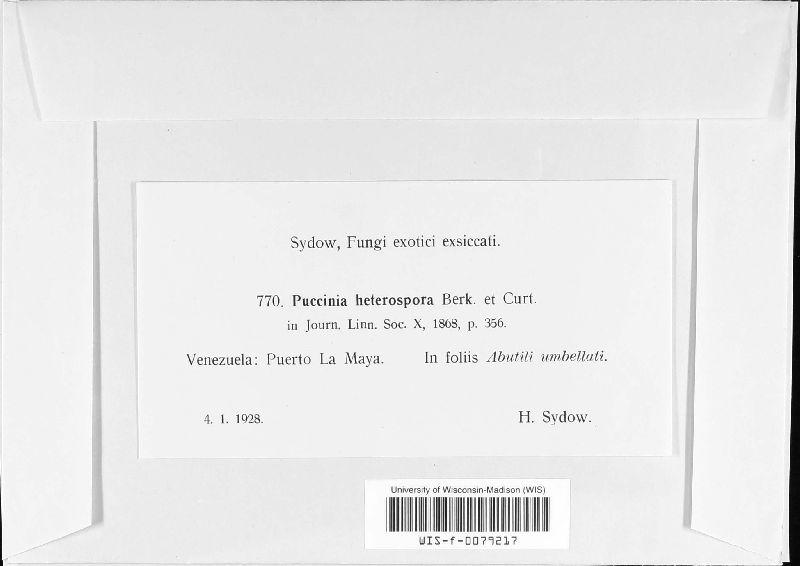 Sydow, Fungi exotici exsiccati.
770. Puccinia heterospora Berk. et Curt.
in Journ. Linn. Soc. X, 1868, p. 356.
Venezuela: Puerto La Maya. In foliis Abutili umbellati.
4. 1. 1928. H. Sydow.
University of Wisconsin-Madison (WIS)
WIS-f-0079217